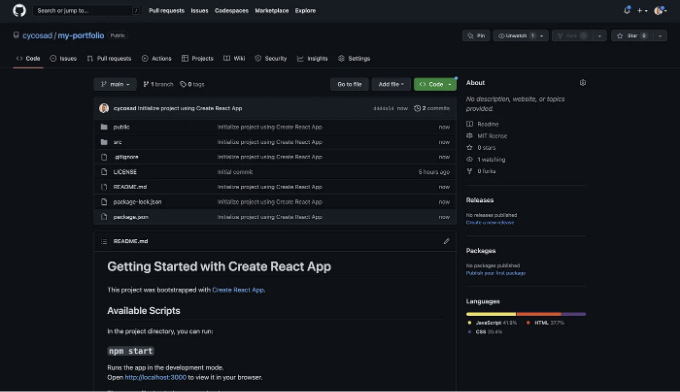 Search or jump to... /
Pull requests Issues Codespaces Marketplace Explore
cycosad / my-portfolio Public
Pin Unwatch 1 Star 0
Code Issues Pull requests Actions Projects Wiki Security Insights Settings
main 1 branch 0 tags Go to file Add file Code
cycosad Initialize project using Create React App now 2 commits
public Initialize project using Create React App now
src Initialize project using Create React App now
.gitignore Initialize project using Create React App now
LICENSE Initial commit 5 hours ago
README.md Initialize project using Create React App now
package-lock.json Initialize project using Create React App now
package.json Initialize project using Create React App now
README.md
Getting Started with Create React App
This project was bootstrapped with Create React App.
Available Scripts
In the project directory, you can run:
npm start
Runs the app in the development mode.
Open http://localhost:3000 to view it in your browser.
About
No description, website, or topics
provided.
Readme
MIT license
0 stars
1 watching
0 forks
Releases
No releases published
Create a new release
Packages
No packages published
Publish your first package
Languages
JavaScript 41.9% HTML 37.7%
CSS 20.4%